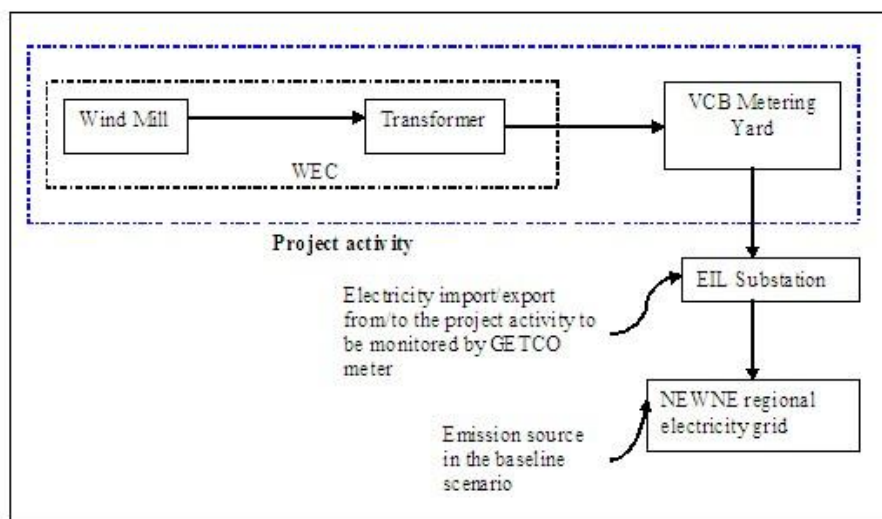 Wind Mill
Transformer
VCB Metering
Yard
WEC
Project activity
EIL Substation
Electricity import/export
from/to the project activity to
be monitored by GETCO
meter
NEWNE regional
electricity grid
Emission source
in the baseline
scenario